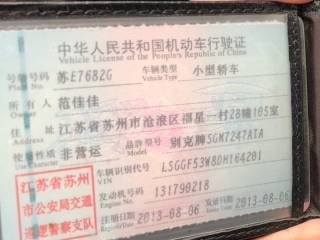 中华人民共和国机动车行驶证
Vehicle License of the People's Republic of China
号牌号码 苏E7682G 车辆类型 小型轿车
Plate No. Vehicle Type
所有人 范佳佳
Owner
住址 江苏省苏州市沧浪区福星一村28幢105室
使用性质 非营运 品牌型号 别克牌SGM7247AIA
车辆识别代号 LSGGF53W8DH164201
江苏省苏州 发动机号码 131790218
市公安局交通 注册日期 2013-08-06 发证日期 2013-08-06
巡逻警察支队